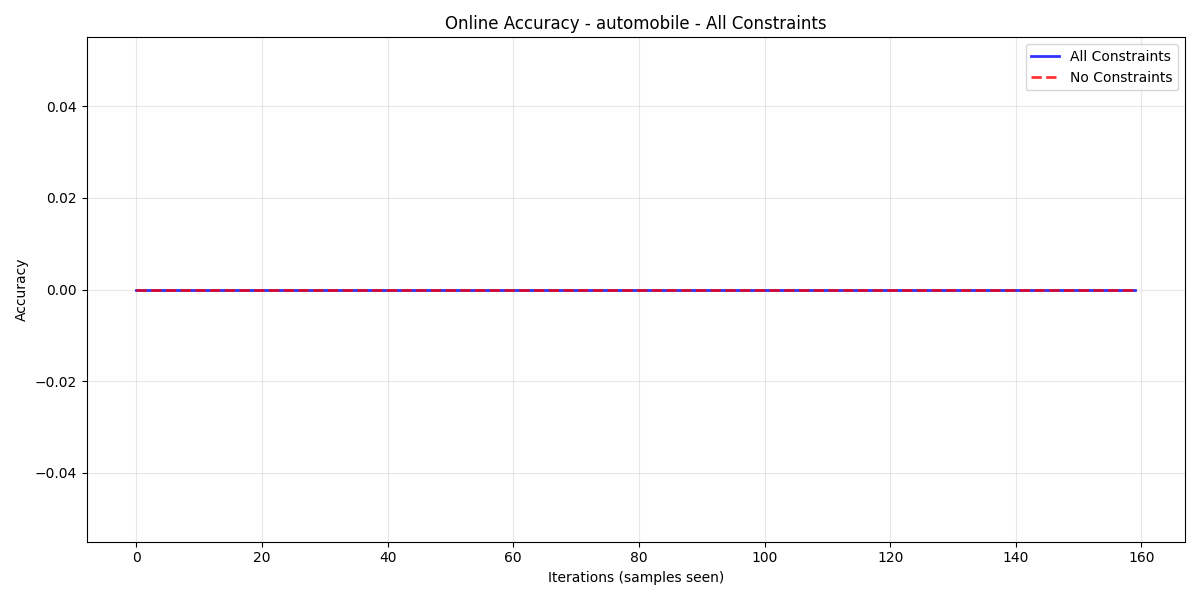 Online Accuracy - automobile - All Constraints
All Constraints
No Constraints
0.04
0.02
0.00
−0.02
−0.04
Accuracy
0 20 40 60 80 100 120 140 160
Iterations (samples seen)